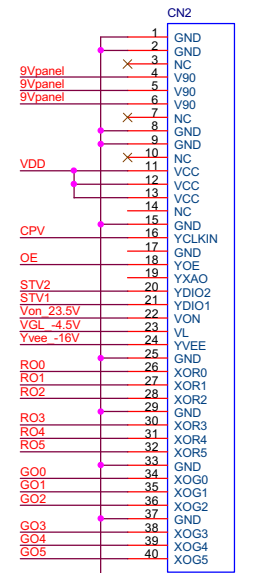 CN2
1 GND
2 GND
3 NC
9Vpanel 4 V90
9Vpanel 5 V90
9Vpanel 6 V90
7 NC
8 GND
9 GND
10 NC
VDD 11 VCC
12 VCC
13 VCC
14 NC
15 GND
CPV 16 YCLKIN
17 GND
OE 18 YOE
19 YXAO
STV2 20 YDIO2
STV1 21 YDIO1
Von_23.5V 22 VON
VGL_-4.5V 23 VL
Yvee_-16V 24 YVEE
25 GND
RO0 26 XOR0
RO1 27 XOR1
RO2 28 XOR2
29 GND
RO3 30 XOR3
RO4 31 XOR4
RO5 32 XOR5
33 GND
GO0 34 XOG0
GO1 35 XOG1
GO2 36 XOG2
37 GND
GO3 38 XOG3
GO4 39 XOG4
GO5 40 XOG5